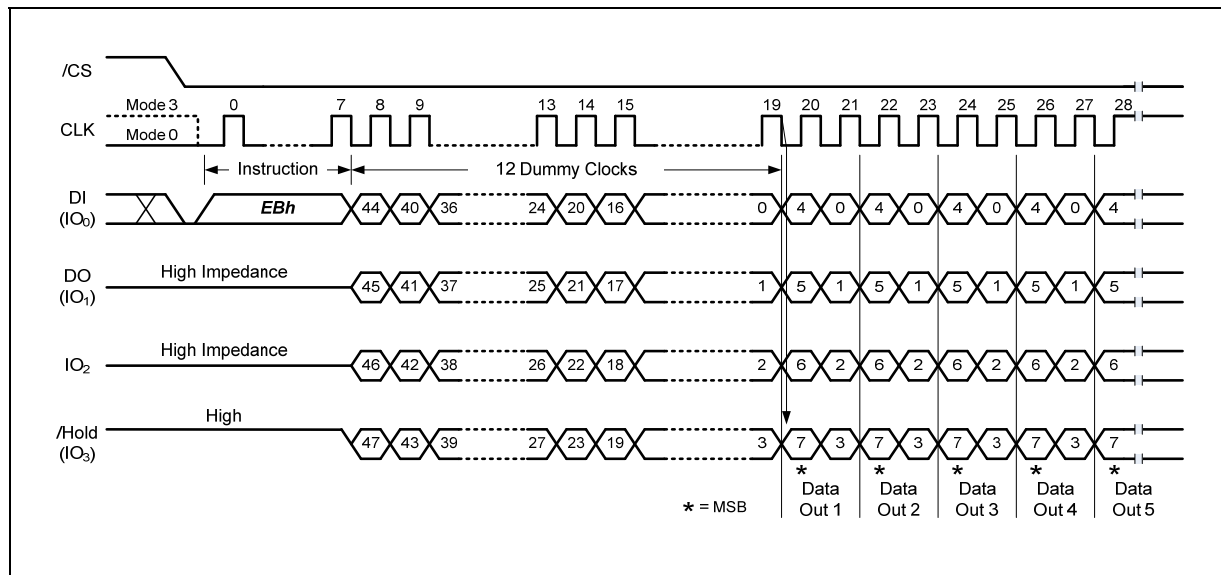 /CS
Mode 3 0 7 8 9 13 14 15 19 20 21 22 23 24 25 26 27 28
CLK
Mode 0
Instruction 12 Dummy Clocks
DI
(IO0) EBh 44 40 36 24 20 16 0 4 0 4 0 4 0 4 0 4
DO
(IO1) High Impedance 45 41 37 25 21 17 1 5 1 5 1 5 1 5 1 5
IO2 High Impedance 46 42 38 26 22 18 2 6 2 6 2 6 2 6 2 6
High
/Hold
(IO3) 47 43 39 27 23 19 3 7 3 7 3 7 3 7 3 7
* * * * *
* = MSB
Data Out 1 Data Out 2 Data Out 3 Data Out 4 Data Out 5